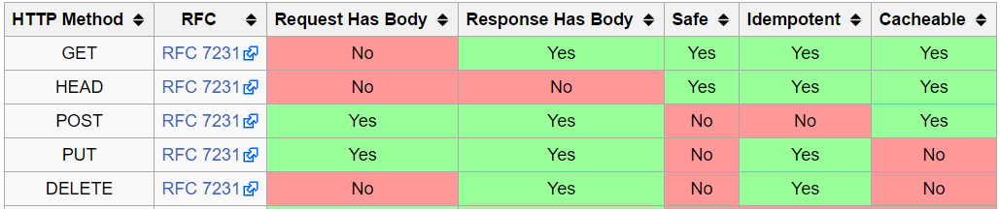 HTTP Method RFC Request Has Body Response Has Body Safe Idempotent Cacheable
GET RFC 7231 No Yes Yes Yes Yes
HEAD RFC 7231 No No Yes Yes Yes
POST RFC 7231 Yes Yes No No Yes
PUT RFC 7231 Yes Yes No Yes No
DELETE RFC 7231 No Yes No Yes No